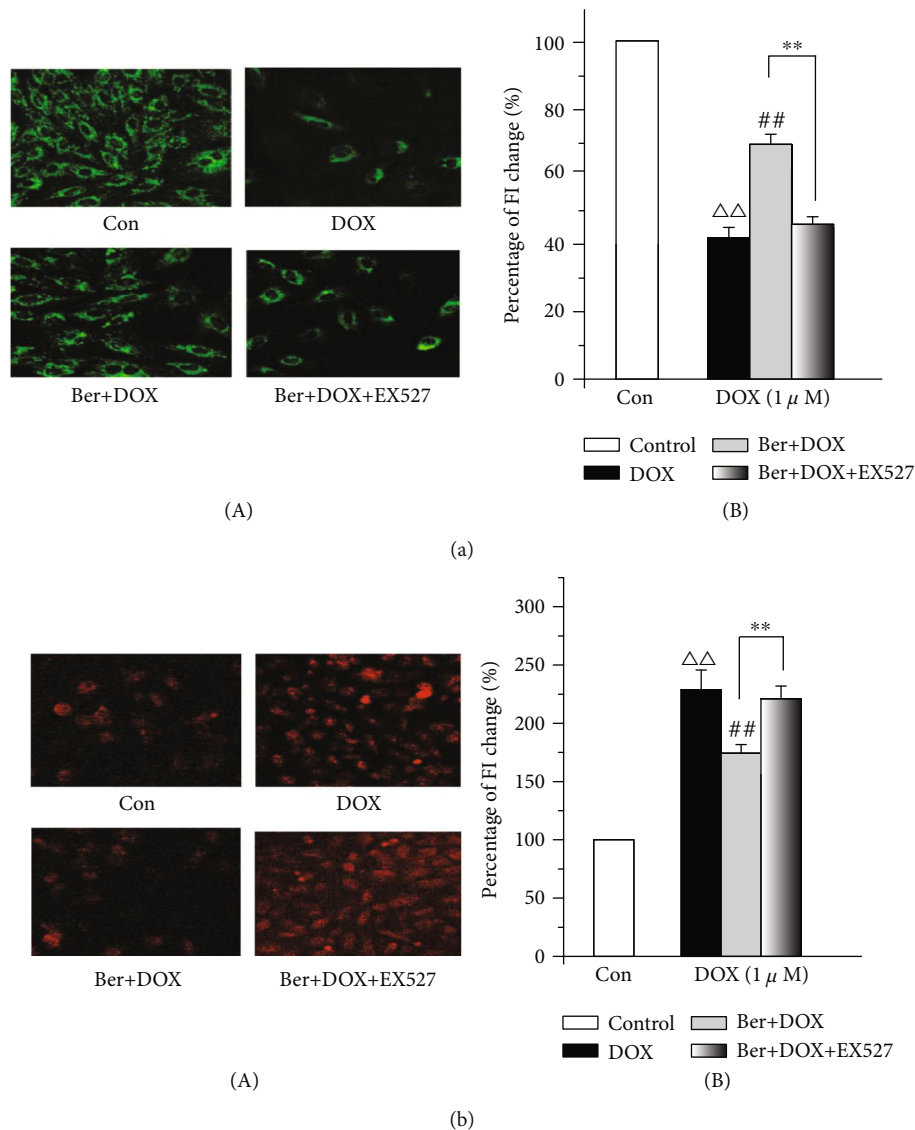 Con
DOX
Ber+DOX
Ber+DOX+EX527
(A)
Percentage of FI change (%)
100
80
60
40
20
0
**
##
△△
Con
DOX (1 μ M)
Control
Ber+DOX
DOX
Ber+DOX+EX527
(B)
(a)
Con
DOX
Ber+DOX
Ber+DOX+EX527
(A)
Percentage of FI change (%)
300
250
200
150
100
50
0
**
△△
##
Con
DOX (1 μ M)
Control
Ber+DOX
DOX
Ber+DOX+EX527
(B)
(b)